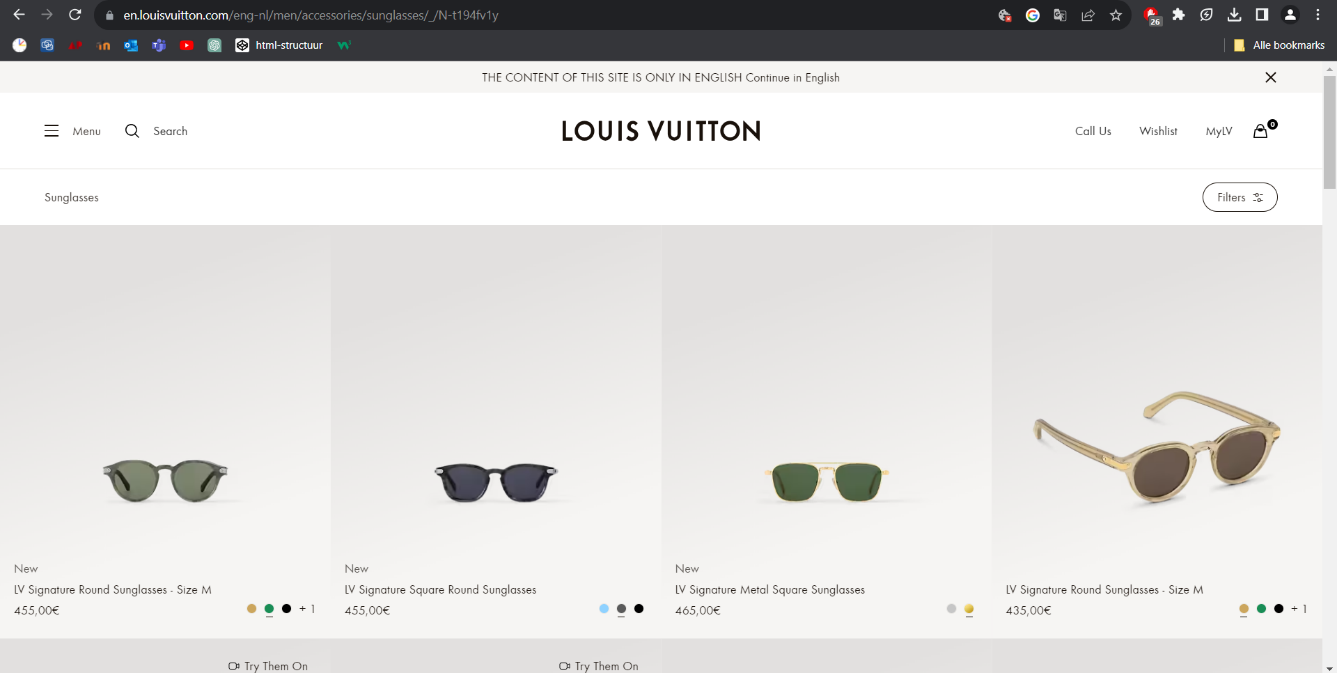 en.louisvuitton.com/eng-nl/men/accessories/sunglasses/_/N-t194fv1y
26
html-structuur
Alle bookmarks
THE CONTENT OF THIS SITE IS ONLY IN ENGLISH Continue in English
Menu
Search
LOUIS VUITTON
Call Us
Wishlist
MyLV
0
Sunglasses
Filters
New
LV Signature Round Sunglasses - Size M
455,00€
+ 1
New
LV Signature Square Round Sunglasses
455,00€
New
LV Signature Metal Square Sunglasses
465,00€
LV Signature Round Sunglasses - Size M
435,00€
+ 1
Try Them On
Try Them On